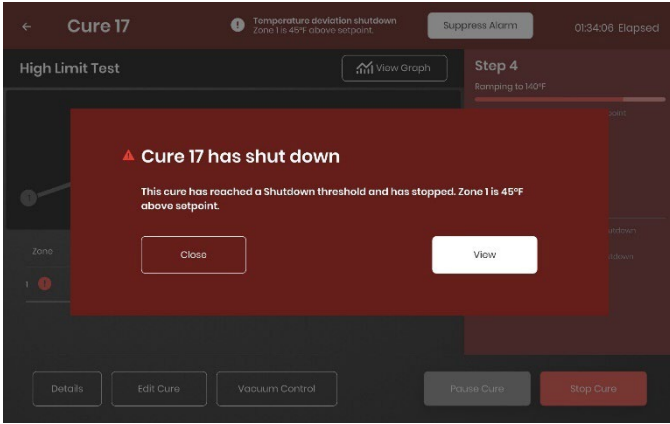 Cure 17
Temperature deviation shutdown
Zone 1 is 45°F above setpoint.
Suppress Alarm
01:34:06 Elapsed
High Limit Test
View Graph
Step 4
Ramping to 140°F
Cure 17 has shut down
This cure has reached a Shutdown threshold and has stopped. Zone 1 is 45°F
above setpoint.
Close
View
Zone
1
Details
Edit Cure
Vacuum Control
Pause Cure
Stop Cure